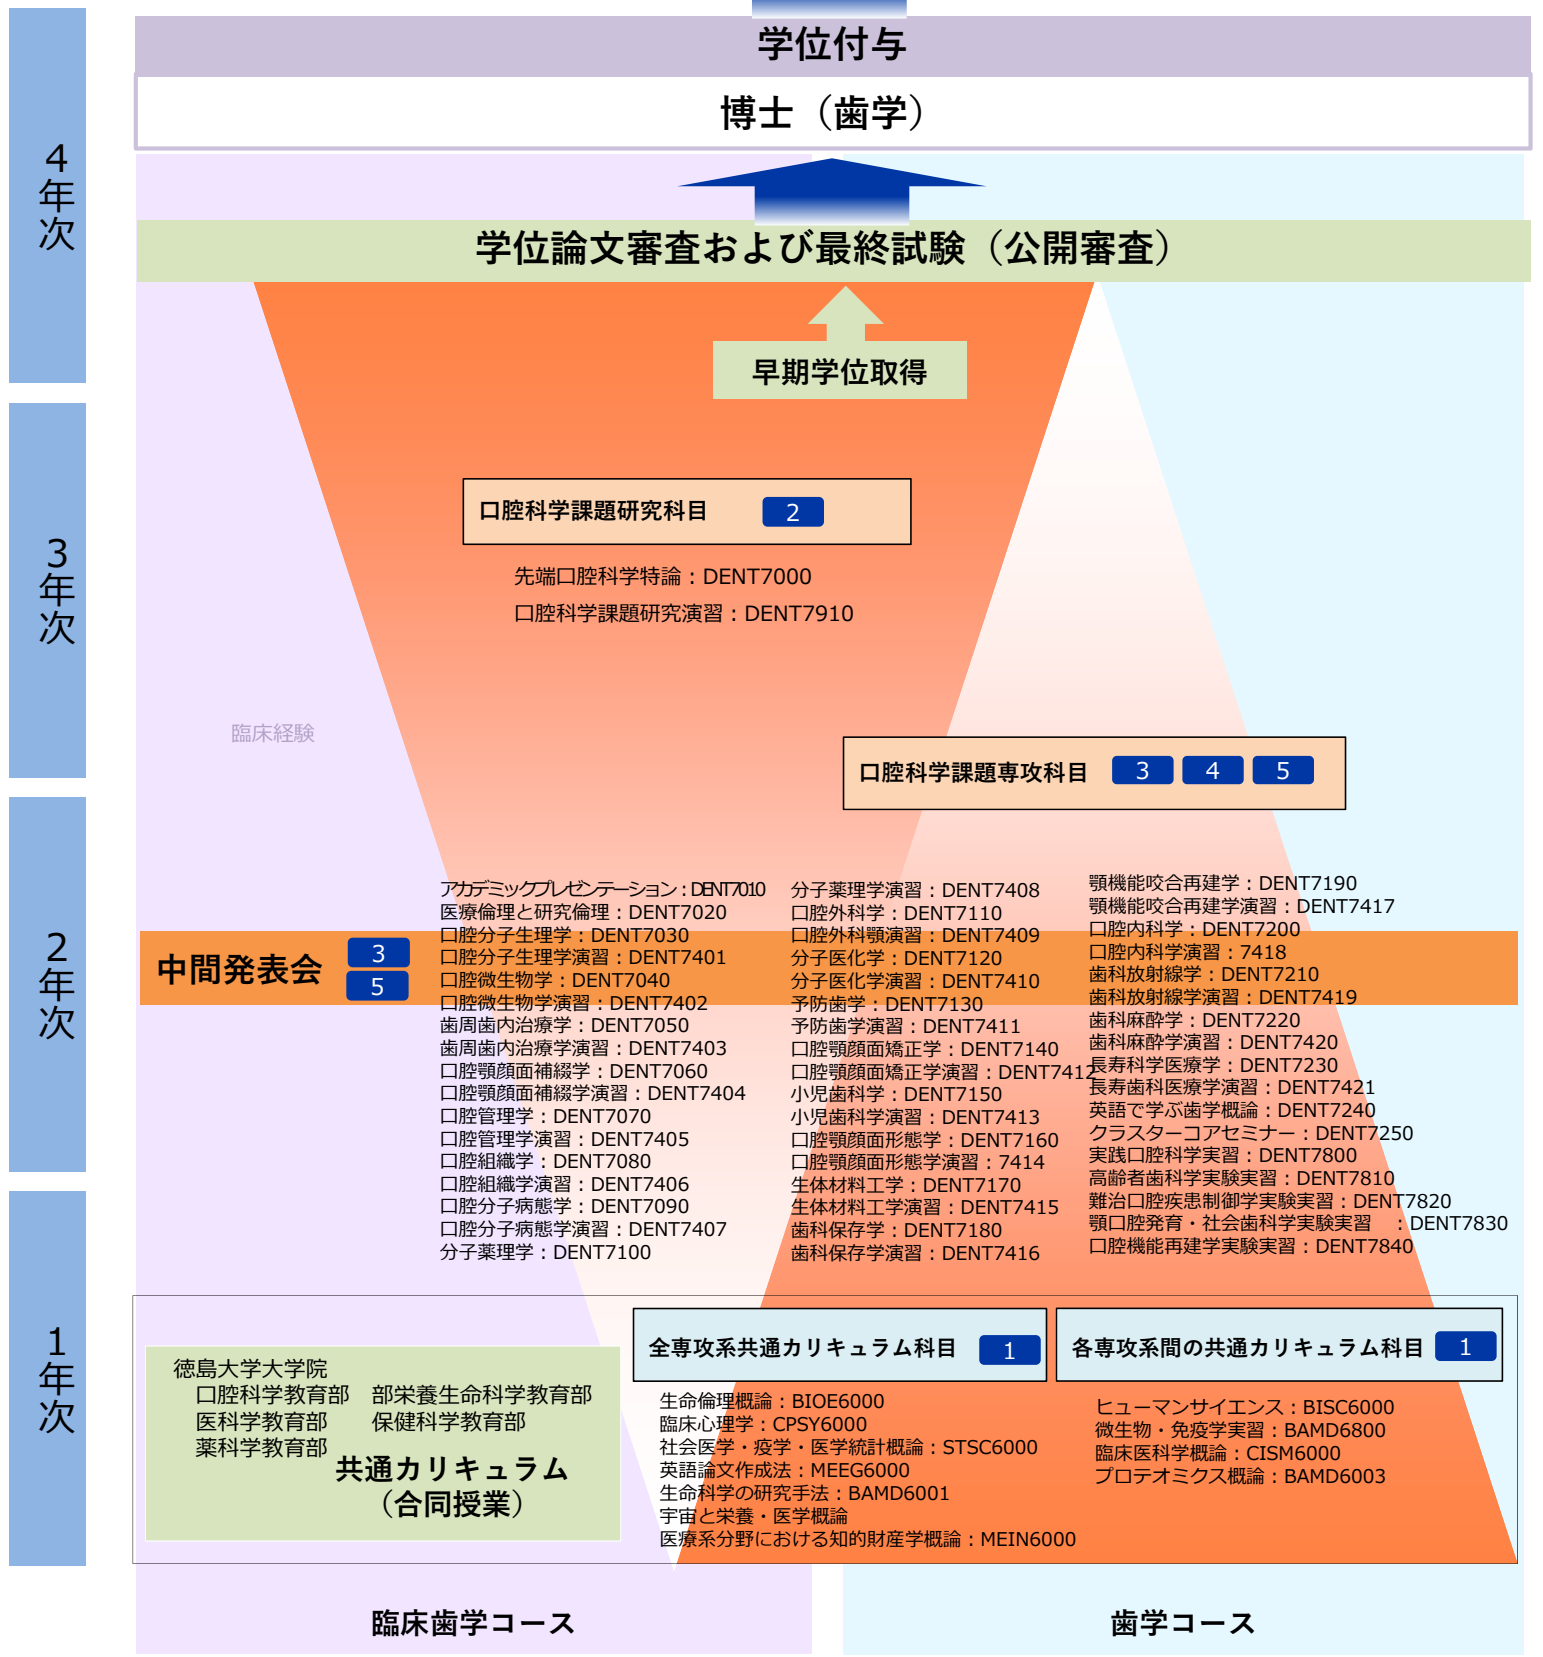 学位付与
博士（歯学）
4年次
学位論文審査および最終試験（公開審査）
早期学位取得
3年次
口腔科学課題研究科目 2
先端口腔科学特論：DENT7000
口腔科学課題研究演習：DENT7910
臨床経験
口腔科学課題専攻科目 3 4 5
2年次
中間発表会 3
5
アカデミックプレゼンテーション：DENT7010
医療倫理と研究倫理：DENT7020
口腔分子生理学：DENT7030
口腔分子生理学演習：DENT7401
口腔微生物学：DENT7040
口腔微生物学演習：DENT7402
歯周歯内治療学：DENT7050
歯周歯内治療学演習：DENT7403
口腔顎顔面補綴学：DENT7060
口腔顎顔面補綴学演習：DENT7404
口腔管理学：DENT7070
口腔管理学演習：DENT7405
口腔組織学：DENT7080
口腔組織学演習：DENT7406
口腔分子病態学：DENT7090
口腔分子病態学演習：DENT7407
分子薬理学：DENT7100
分子薬理学演習：DENT7408
口腔外科学：DENT7110
口腔外科顎演習：DENT7409
分子医化学：DENT7120
分子医化学演習：DENT7410
予防歯学：DENT7130
予防歯学演習：DENT7411
口腔顎顔面矯正学：DENT7140
口腔顎顔面矯正学演習：DENT7412
小児歯科学：DENT7150
小児歯科学演習：DENT7413
口腔顎顔面形態学：DENT7160
口腔顎顔面形態学演習：7414
生体材料工学：DENT7170
生体材料工学演習：DENT7415
歯科保存学：DENT7180
歯科保存学演習：DENT7416
顎機能咬合再建学：DENT7190
顎機能咬合再建学演習：DENT7417
口腔内科学：DENT7200
口腔内科学演習：7418
歯科放射線学：DENT7210
歯科放射線学演習：DENT7419
歯科麻酔学：DENT7220
歯科麻酔学演習：DENT7420
長寿科学医療学：DENT7230
長寿歯科医療学演習：DENT7421
英語で学ぶ歯学概論：DENT7240
クラスターコアセミナー：DENT7250
実践口腔科学実習：DENT7800
高齢者歯科学実験実習：DENT7810
難治口腔疾患制御学実験実習：DENT7820
顎口腔発育・社会歯科学実験実習　：DENT7830
口腔機能再建学実験実習：DENT7840
1年次
徳島大学大学院
口腔科学教育部　部栄養生命科学教育部
医科学教育部　保健科学教育部
薬科学教育部
共通カリキュラム
（合同授業）
全専攻系共通カリキュラム科目 1
生命倫理概論：BIOE6000
臨床心理学：CPSY6000
社会医学・疫学・医学統計概論：STSC6000
英語論文作成法：MEEG6000
生命科学の研究手法：BAMD6001
宇宙と栄養・医学概論
医療系分野における知的財産学概論：MEIN6000
各専攻系間の共通カリキュラム科目 1
ヒューマンサイエンス：BISC6000
微生物・免疫学実習：BAMD6800
臨床医科学概論：CISM6000
プロテオミクス概論：BAMD6003
臨床歯学コース
歯学コース